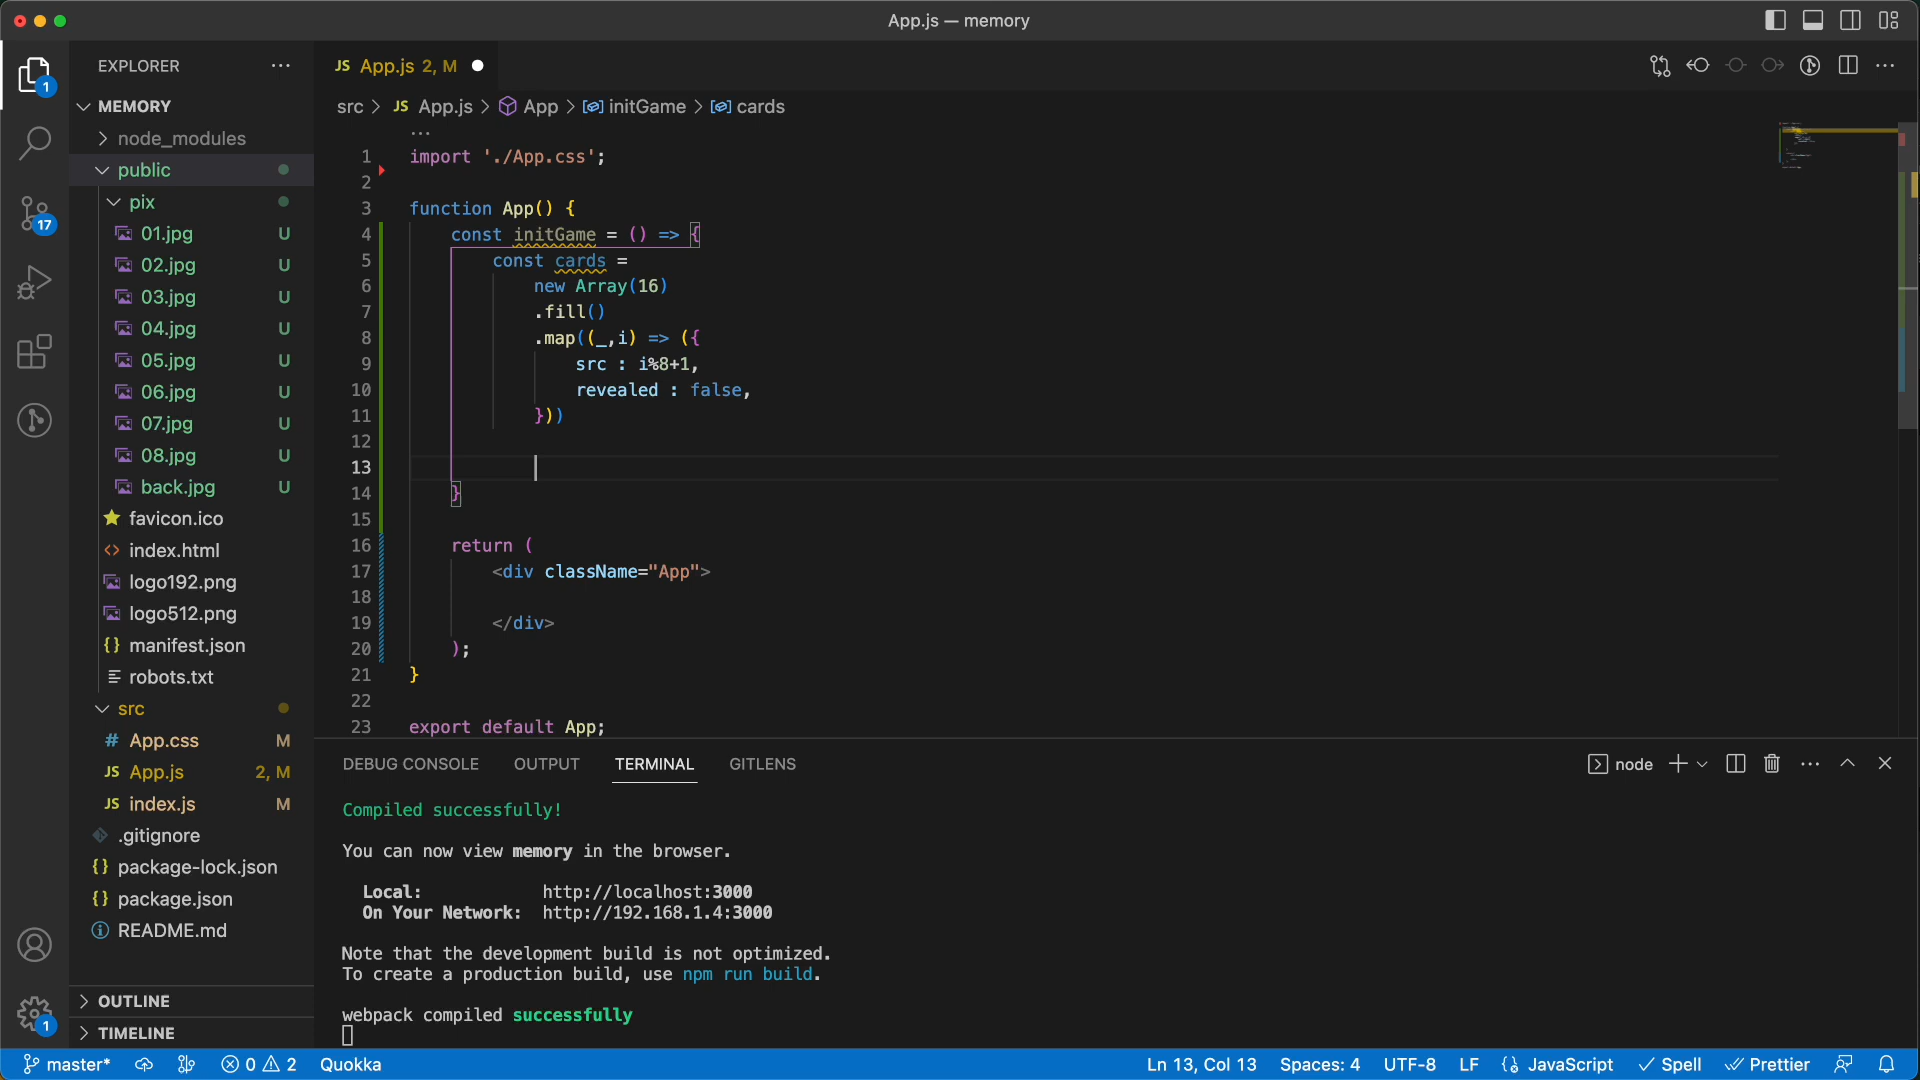 App.js — memory
EXPLORER
MEMORY
node_modules
public
pix
01.jpg U
02.jpg U
03.jpg U
04.jpg U
05.jpg U
06.jpg U
07.jpg U
08.jpg U
back.jpg U
favicon.ico
index.html
logo192.png
logo512.png
manifest.json
robots.txt
src
App.css M
App.js 2, M
index.js M
.gitignore
package-lock.json
package.json
README.md
OUTLINE
TIMELINE
1
17
1
JS App.js 2, M
src > JS App.js > App > initGame > cards
1 import './App.css';
2
3 function App() {
4 const initGame = () => {
5 const cards =
6 new Array(16)
7 .fill()
8 .map((_,i) => ({
9 src : i%8+1,
10 revealed : false,
11 }))
12
13
14 }
15
16 return (
17 <div className="App">
18
19 </div>
20 );
21 }
22
23 export default App;
DEBUG CONSOLE OUTPUT TERMINAL GITLENS
node
Compiled successfully!
You can now view memory in the browser.
Local: http://localhost:3000
On Your Network: http://192.168.1.4:3000
Note that the development build is not optimized.
To create a production build, use npm run build.
webpack compiled successfully
master* 0 2 Quokka Ln 13, Col 13 Spaces: 4 UTF-8 LF JavaScript Spell Prettier